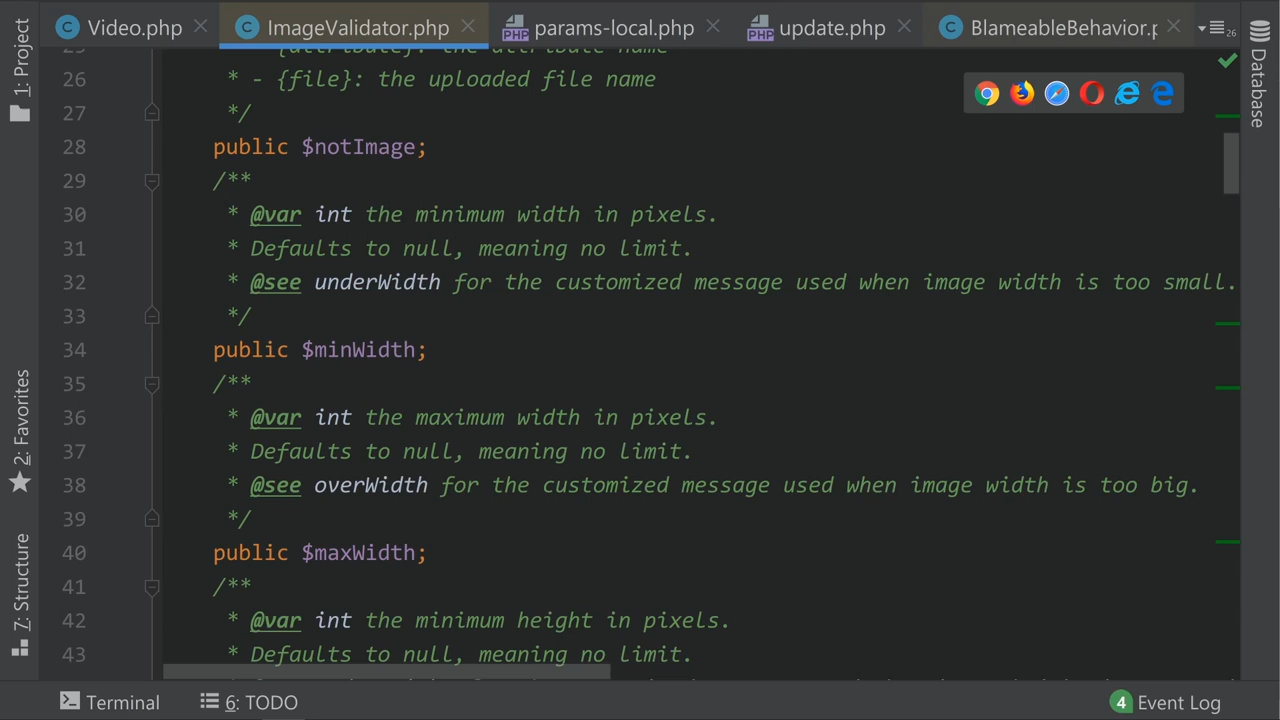 1: Project
2: Favorites
7: Structure
Video.php
ImageValidator.php
params-local.php
update.php
BlameableBehavior.p
26
Database
25 - {attribute}: the attribute name
26 * - {file}: the uploaded file name
27 */
28 public $notImage;
29 /**
30 * @var int the minimum width in pixels.
31 * Defaults to null, meaning no limit.
32 * @see underWidth for the customized message used when image width is too small.
33 */
34 public $minWidth;
35 /**
36 * @var int the maximum width in pixels.
37 * Defaults to null, meaning no limit.
38 * @see overWidth for the customized message used when image width is too big.
39 */
40 public $maxWidth;
41 /**
42 * @var int the minimum height in pixels.
43 * Defaults to null, meaning no limit.
Terminal
6: TODO
4 Event Log